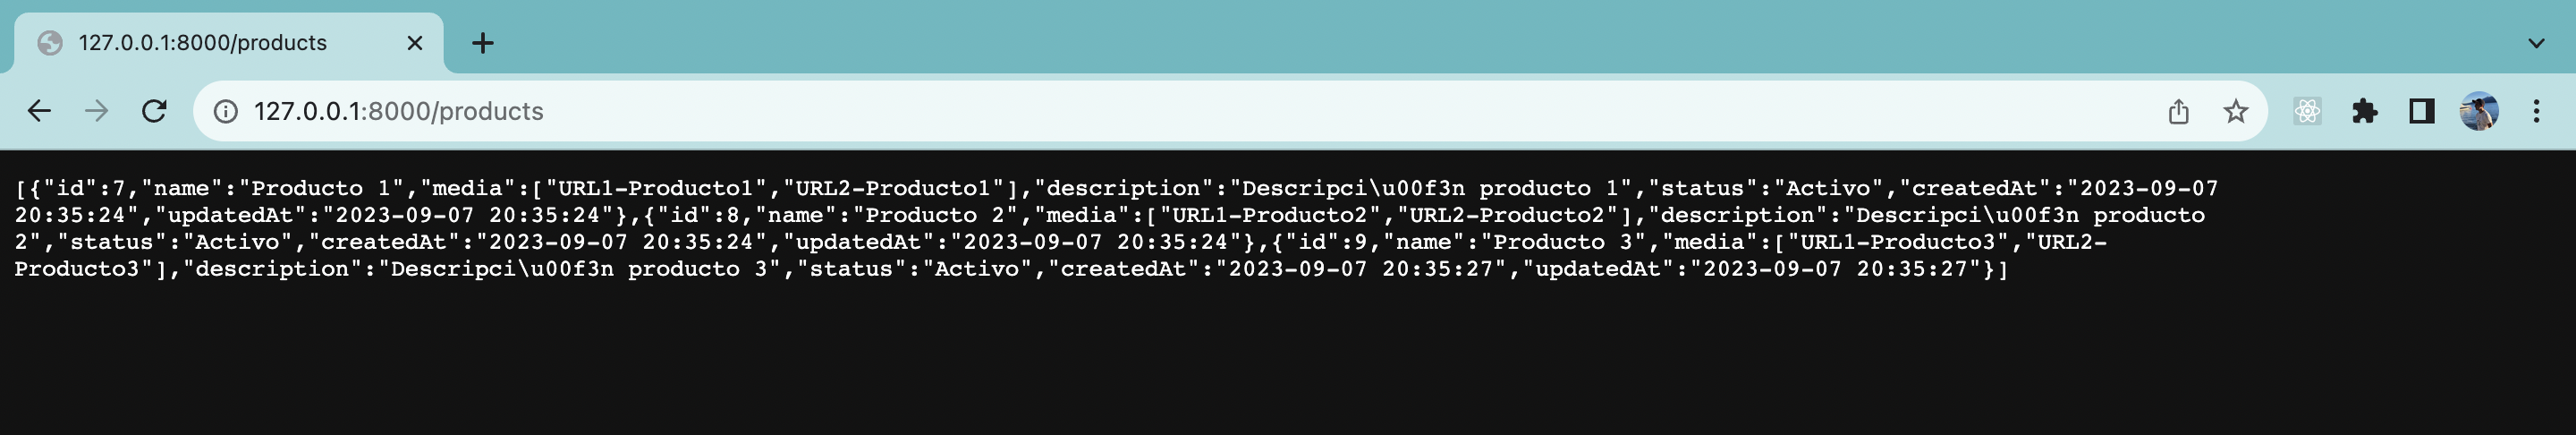 127.0.0.1:8000/products
127.0.0.1:8000/products
[{"id":7,"name":"Producto 1","media":["URL1-Producto1","URL2-Producto1"],"description":"Descripci\u00f3n producto 1","status":"Activo","createdAt":"2023-09-07
20:35:24","updatedAt":"2023-09-07 20:35:24"},{"id":8,"name":"Producto 2","media":["URL1-Producto2","URL2-Producto2"],"description":"Descripci\u00f3n producto
2","status":"Activo","createdAt":"2023-09-07 20:35:24","updatedAt":"2023-09-07 20:35:24"},{"id":9,"name":"Producto 3","media":["URL1-Producto3","URL2-
Producto3"],"description":"Descripci\u00f3n producto 3","status":"Activo","createdAt":"2023-09-07 20:35:27","updatedAt":"2023-09-07 20:35:27"}]